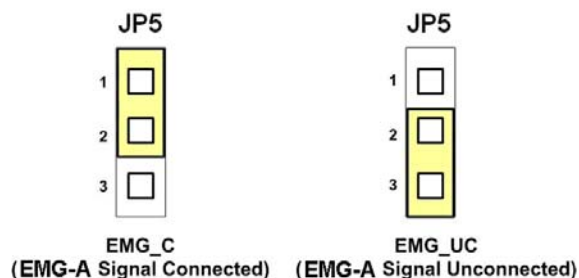 JP5
1
2
3
EMG_C
(EMG-A Signal Connected)
JP5
1
2
3
EMG_UC
(EMG-A Signal Unconnected)